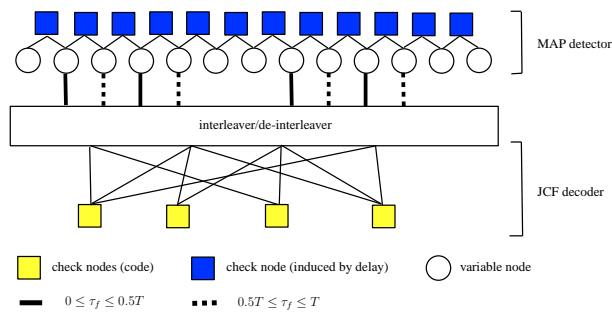 MAP detector
interleaver/de-interleaver
JCF decoder
check nodes (code)
check node (induced by delay)
variable node
0 ≤ τ_f ≤ 0.5T
0.5T ≤ τ_f ≤ T